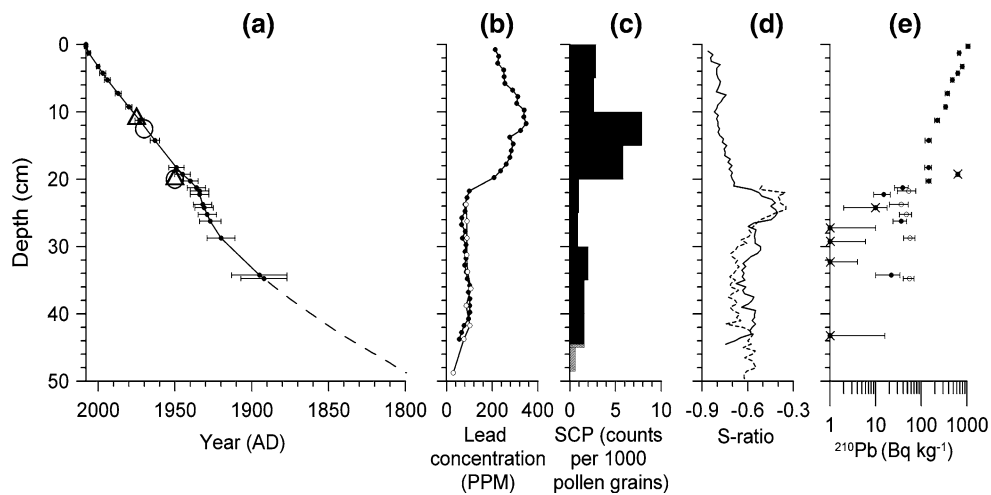 (a) (b) (c) (d) (e)
0
10
20
30
40
50
Depth (cm)
2000 1950 1900 1850 1800
Year (AD)
0 200 400
Lead
concentration
(PPM)
0 5 10
SCP (counts
per 1000
pollen grains)
-0.9 -0.6 -0.3
S-ratio
1 10 100 1000
²¹⁰Pb (Bq kg⁻¹)